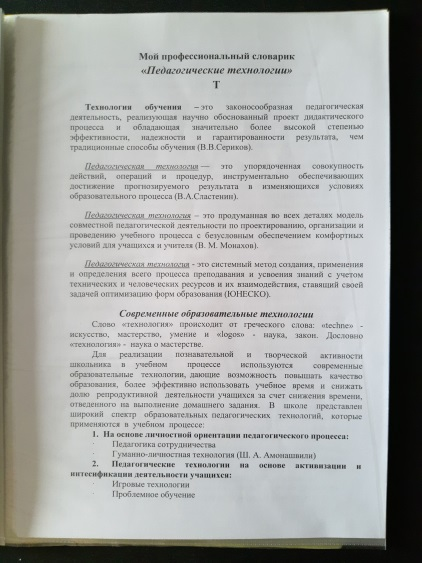 Мой профессиональный словарик
«Педагогические технологии»
Т
Технология обучения – это законосообразная педагогическая
деятельность, реализующая научно обоснованный проект дидактического
процесса и обладающая значительно более высокой степенью
эффективности, надежности и гарантированности результата, чем
традиционные способы обучения (В.В.Сериков).
Педагогическая технология — это упорядоченная совокупность
действий, операций и процедур, инструментально обеспечивающих
достижение прогнозируемого результата в изменяющихся условиях
образовательного процесса (В.А.Сластенин).
Педагогическая технология – это продуманная во всех деталях модель
совместной педагогической деятельности по проектированию, организации и
проведению учебного процесса с безусловным обеспечением комфортных
условий для учащихся и учителя (В. М. Монахов).
Педагогическая технология - это системный метод создания, применения
и определения всего процесса преподавания и усвоения знаний с учетом
технических и человеческих ресурсов и их взаимодействия, ставящий своей
задачей оптимизацию форм образования (ЮНЕСКО).
Современные образовательные технологии
Слово «технология» происходит от греческого слова: «techne» -
искусство, мастерство, умение и «logos» - наука, закон. Дословно
«технология» - наука о мастерстве.
Для реализации познавательной и творческой активности
школьника в учебном процессе используются современные
образовательные технологии, дающие возможность повышать качество
образования, более эффективно использовать учебное время и снижать
долю репродуктивной деятельности учащихся за счет снижения времени,
отведенного на выполнение домашнего задания. В школе представлен
широкий спектр образовательных педагогических технологий, которые
применяются в учебном процессе:
1. На основе личностной ориентации педагогического процесса:
· Педагогика сотрудничества
· Гуманно-личностная технология (Ш. А. Амонашвили)
2. Педагогические технологии на основе активизации и
интесификации деятельности учащихся:
· Игровые технологии
· Проблемное обучение